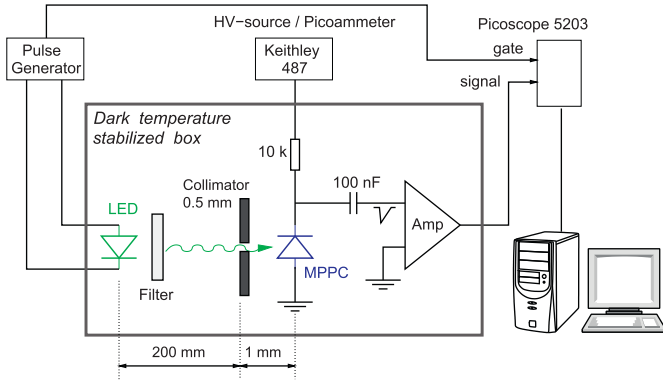 HV−source / Picoammeter
Picoscope 5203
Pulse
Generator
Keithley
487
gate
signal
Dark temperature
stabilized box
10 k
100 nF
Collimator
0.5 mm
LED
Amp
MPPC
Filter
200 mm
1 mm